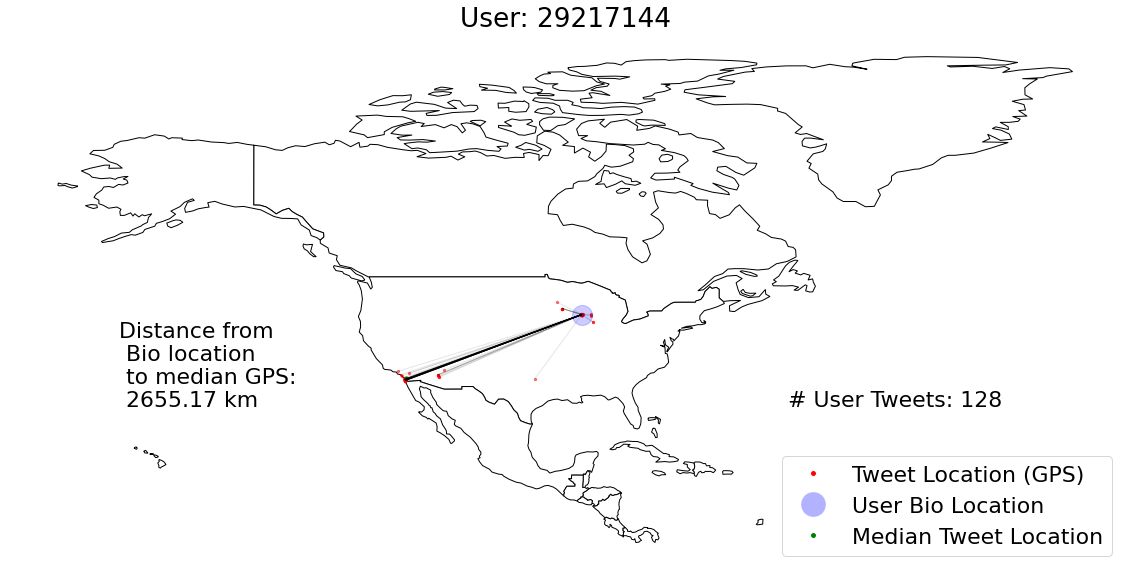 User: 29217144
Distance from
Bio location
to median GPS:
2655.17 km
# User Tweets: 128
Tweet Location (GPS)
User Bio Location
Median Tweet Location